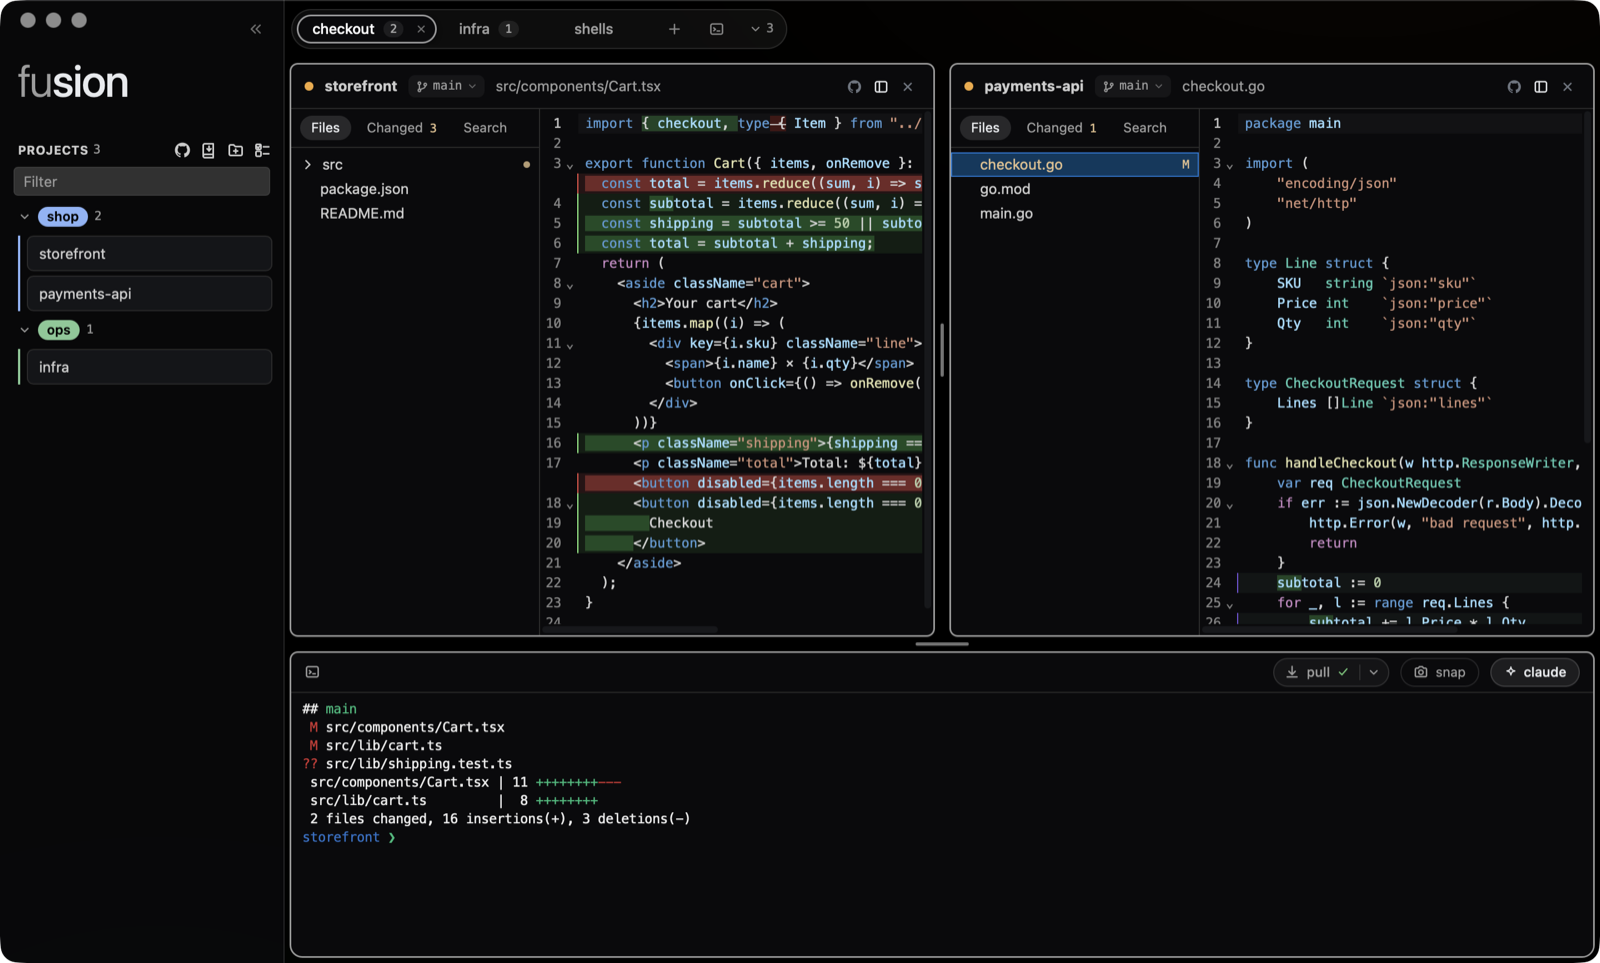 fusion
PROJECTS 3
Filter
shop 2
storefront
payments-api
ops 1
infra
checkout 2 ×
infra 1
shells
3
storefront main src/components/Cart.tsx
Files Changed 3 Search
src
package.json
README.md
1 import { checkout, type { Item } from "../
2
3 export function Cart({ items, onRemove }:
const total = items.reduce((sum, i) => s
4 const subtotal = items.reduce((sum, i) =
5 const shipping = subtotal >= 50 || subto
6 const total = subtotal + shipping;
7 return (
8 <aside className="cart">
9 <h2>Your cart</h2>
10 {items.map((i) => (
11 <div key={i.sku} className="line">
12 <span>{i.name} × {i.qty}</span>
13 <button onClick={() => onRemove(
14 </div>
15 ))}
16 <p className="shipping">{shipping ==
17 <p className="total">Total: ${total}
<button disabled={items.length === 0
18 <button disabled={items.length === 0
19 Checkout
20 </button>
21 </aside>
22 );
23 }
24
payments-api main checkout.go
Files Changed 1 Search
checkout.go M
go.mod
main.go
1 package main
2
3 import (
4 "encoding/json"
5 "net/http"
6 )
7
8 type Line struct {
9 SKU string `json:"sku"`
10 Price int `json:"price"`
11 Qty int `json:"qty"`
12 }
13
14 type CheckoutRequest struct {
15 Lines []Line `json:"lines"`
16 }
17
18 func handleCheckout(w http.ResponseWriter,
19 var req CheckoutRequest
20 if err := json.NewDecoder(r.Body).Deco
21 http.Error(w, "bad request", http.
22 return
23 }
24 subtotal := 0
25 for _, l := range req.Lines {
26 subtotal += l.Price * l.Qty
pull snap claude
## main
M src/components/Cart.tsx
M src/lib/cart.ts
?? src/lib/shipping.test.ts
src/components/Cart.tsx | 11 ++++++++---
src/lib/cart.ts | 8 ++++++++
2 files changed, 16 insertions(+), 3 deletions(-)
storefront ❯